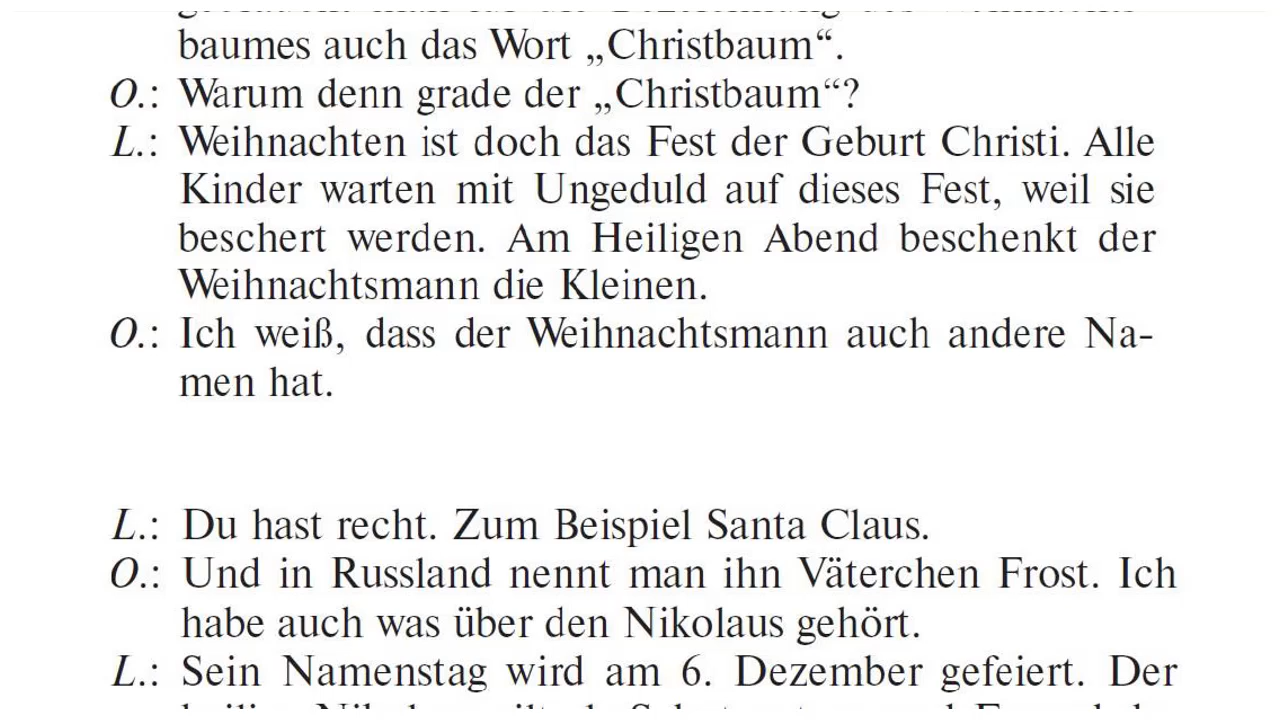 baumes auch das Wort „Christbaum“.
O.: Warum denn grade der „Christbaum“?
L.: Weihnachten ist doch das Fest der Geburt Christi. Alle
Kinder warten mit Ungeduld auf dieses Fest, weil sie
beschert werden. Am Heiligen Abend beschenkt der
Weihnachtsmann die Kleinen.
O.: Ich weiß, dass der Weihnachtsmann auch andere Na-
men hat.
L.: Du hast recht. Zum Beispiel Santa Claus.
O.: Und in Russland nennt man ihn Väterchen Frost. Ich
habe auch was über den Nikolaus gehört.
L.: Sein Namenstag wird am 6. Dezember gefeiert. Der